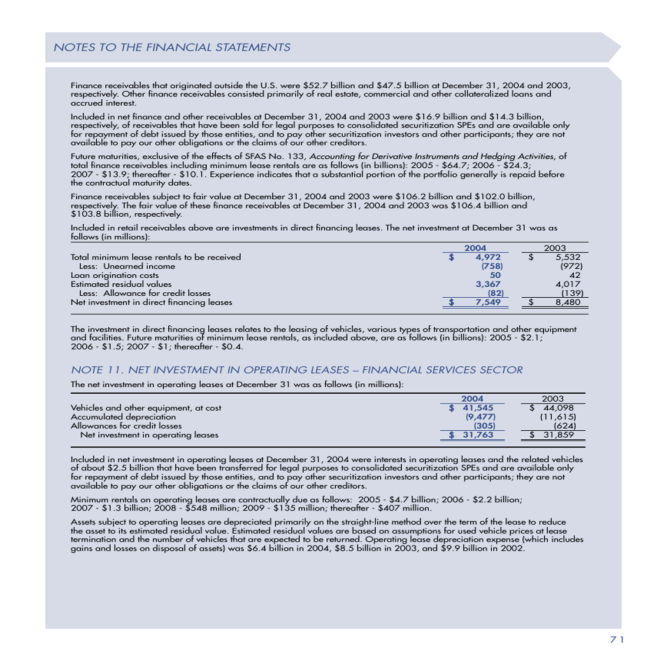 NOTES TO THE FINANCIAL STATEMENTS
Finance receivables that originated outside the U.S. were $52.7 billion and $47.5 billion at December 31, 2004 and 2003,
respectively. Other finance receivables consisted primarily of real estate, commercial and other collateralized loans and
accrued interest.
Included in net finance and other receivables at December 31, 2004 and 2003 were $16.9 billion and $14.3 billion,
respectively, of receivables that have been sold for legal purposes to consolidated securitization SPEs and are available only
for repayment of debt issued by those entities, and to pay other securitization investors and other participants; they are not
available to pay our other obligations or the claims of our other creditors.
Future maturities, exclusive of the effects of SFAS No. 133, Accounting for Derivative Instruments and Hedging Activities, of
total finance receivables including minimum lease rentals are as follows (in billions): 2005 - $64.7; 2006 - $24.3;
2007 - $13.9; thereafter - $10.1. Experience indicates that a substantial portion of the portfolio generally is repaid before
the contractual maturity dates.
Finance receivables subject to fair value at December 31, 2004 and 2003 were $106.2 billion and $102.0 billion,
respectively. The fair value of these finance receivables at December 31, 2004 and 2003 was $106.4 billion and
$103.8 billion, respectively.
Included in retail receivables above are investments in direct financing leases. The net investment at December 31 was as
follows (in millions):
2004 2003
Total minimum lease rentals to be received $ 4,972 $ 5,532
Less: Unearned income (758) (972)
Loan origination costs 50 42
Estimated residual values 3,367 4,017
Less: Allowance for credit losses (82) (139)
Net investment in direct financing leases $ 7,549 $ 8,480
The investment in direct financing leases relates to the leasing of vehicles, various types of transportation and other equipment
and facilities. Future maturities of minimum lease rentals, as included above, are as follows (in billions): 2005 - $2.1;
2006 - $1.5; 2007 - $1; thereafter - $0.4.
NOTE 11. NET INVESTMENT IN OPERATING LEASES – FINANCIAL SERVICES SECTOR
The net investment in operating leases at December 31 was as follows (in millions):
2004 2003
Vehicles and other equipment, at cost $ 41,545 $ 44,098
Accumulated depreciation (9,477) (11,615)
Allowances for credit losses (305) (624)
Net investment in operating leases $ 31,763 $ 31,859
Included in net investment in operating leases at December 31, 2004 were interests in operating leases and the related vehicles
of about $2.5 billion that have been transferred for legal purposes to consolidated securitization SPEs and are available only
for repayment of debt issued by those entities, and to pay other securitization investors and other participants; they are not
available to pay our other obligations or the claims of our other creditors.
Minimum rentals on operating leases are contractually due as follows: 2005 - $4.7 billion; 2006 - $2.2 billion;
2007 - $1.3 billion; 2008 - $548 million; 2009 - $135 million; thereafter - $407 million.
Assets subject to operating leases are depreciated primarily on the straight-line method over the term of the lease to reduce
the asset to its estimated residual value. Estimated residual values are based on assumptions for used vehicle prices at lease
termination and the number of vehicles that are expected to be returned. Operating lease depreciation expense (which includes
gains and losses on disposal of assets) was $6.4 billion in 2004, $8.5 billion in 2003, and $9.9 billion in 2002.
71